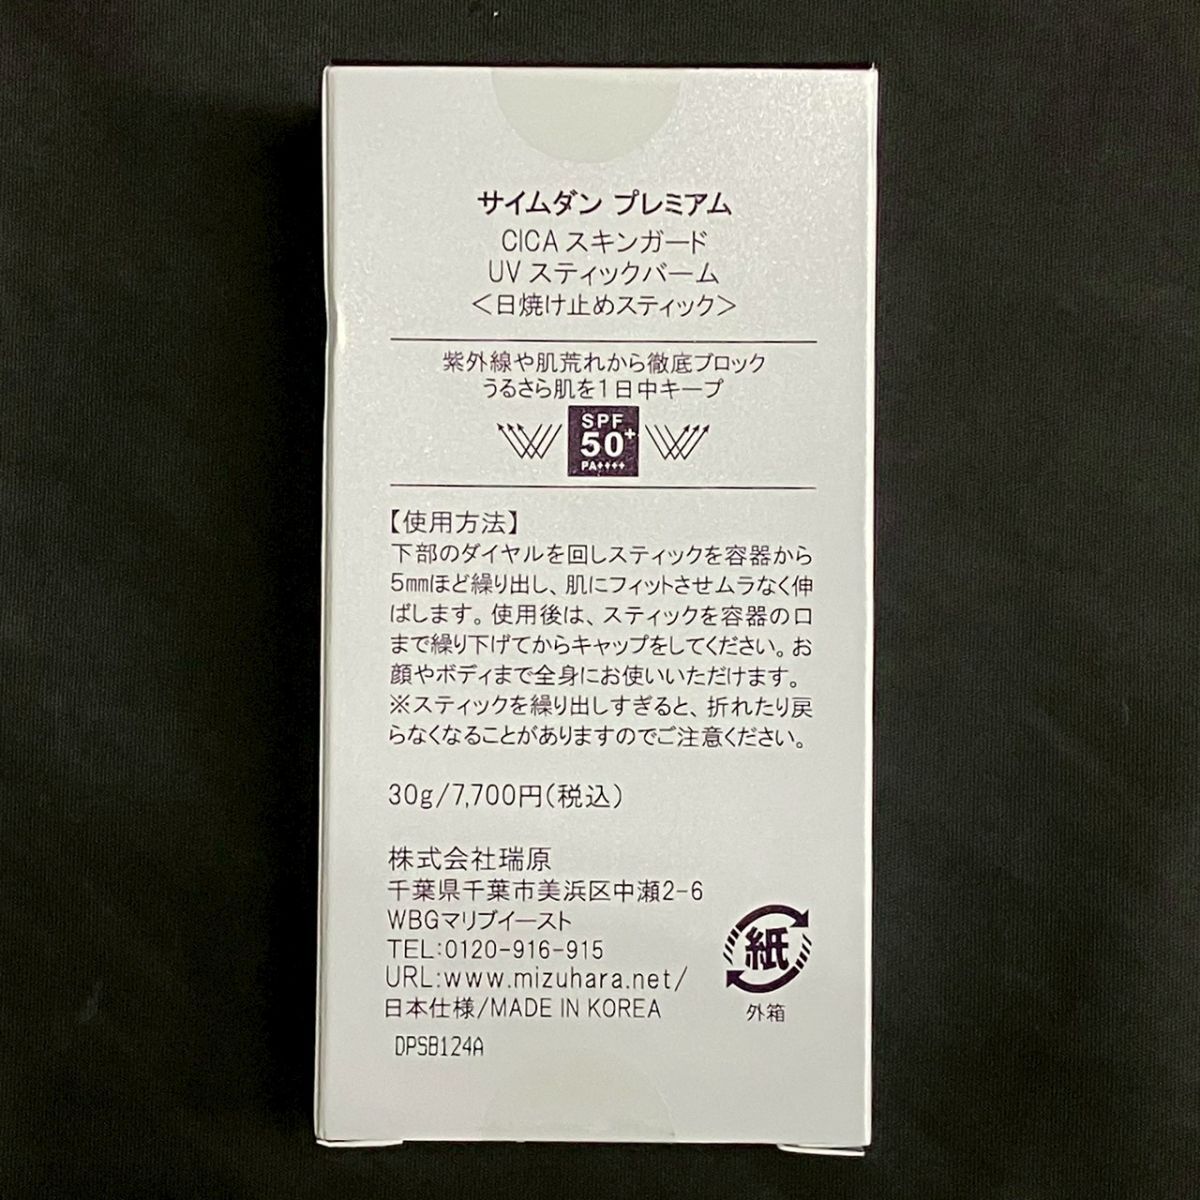 サイムダン プレミアム
CICA スキンガード
UV スティックバーム
＜日焼け止めスティック＞
紫外線や肌荒れから徹底ブロック
うるさら肌を1日中キープ
SPF
50+
PA++++
【使用方法】
下部のダイヤルを回しスティックを容器から
5㎜ほど繰り出し、肌にフィットさせムラなく伸
ばします。使用後は、スティックを容器の口
まで繰り下げてからキャップをしてください。お
顔やボディまで全身にお使いいただけます。
※スティックを繰り出しすぎると、折れたり戻
らなくなることがありますのでご注意ください。
30g/7,700円(税込)
株式会社瑞原
千葉県千葉市美浜区中瀬2-6
WBGマリブイースト
TEL:0120-916-915
URL:www.mizuhara.net/
日本仕様/MADE IN KOREA
紙
外箱
DPSB124A